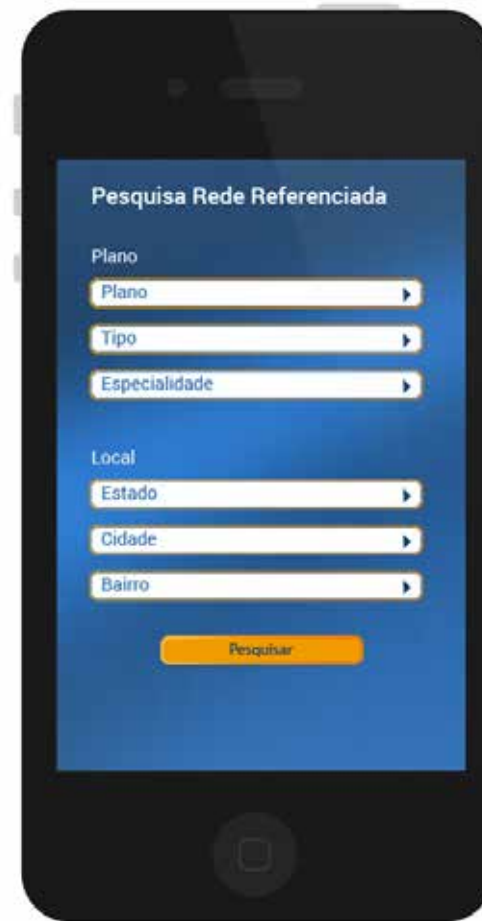 Pesquisa Rede Referenciada
Plano
Plano
Tipo
Especialidade
Local
Estado
Cidade
Bairro
Pesquisar